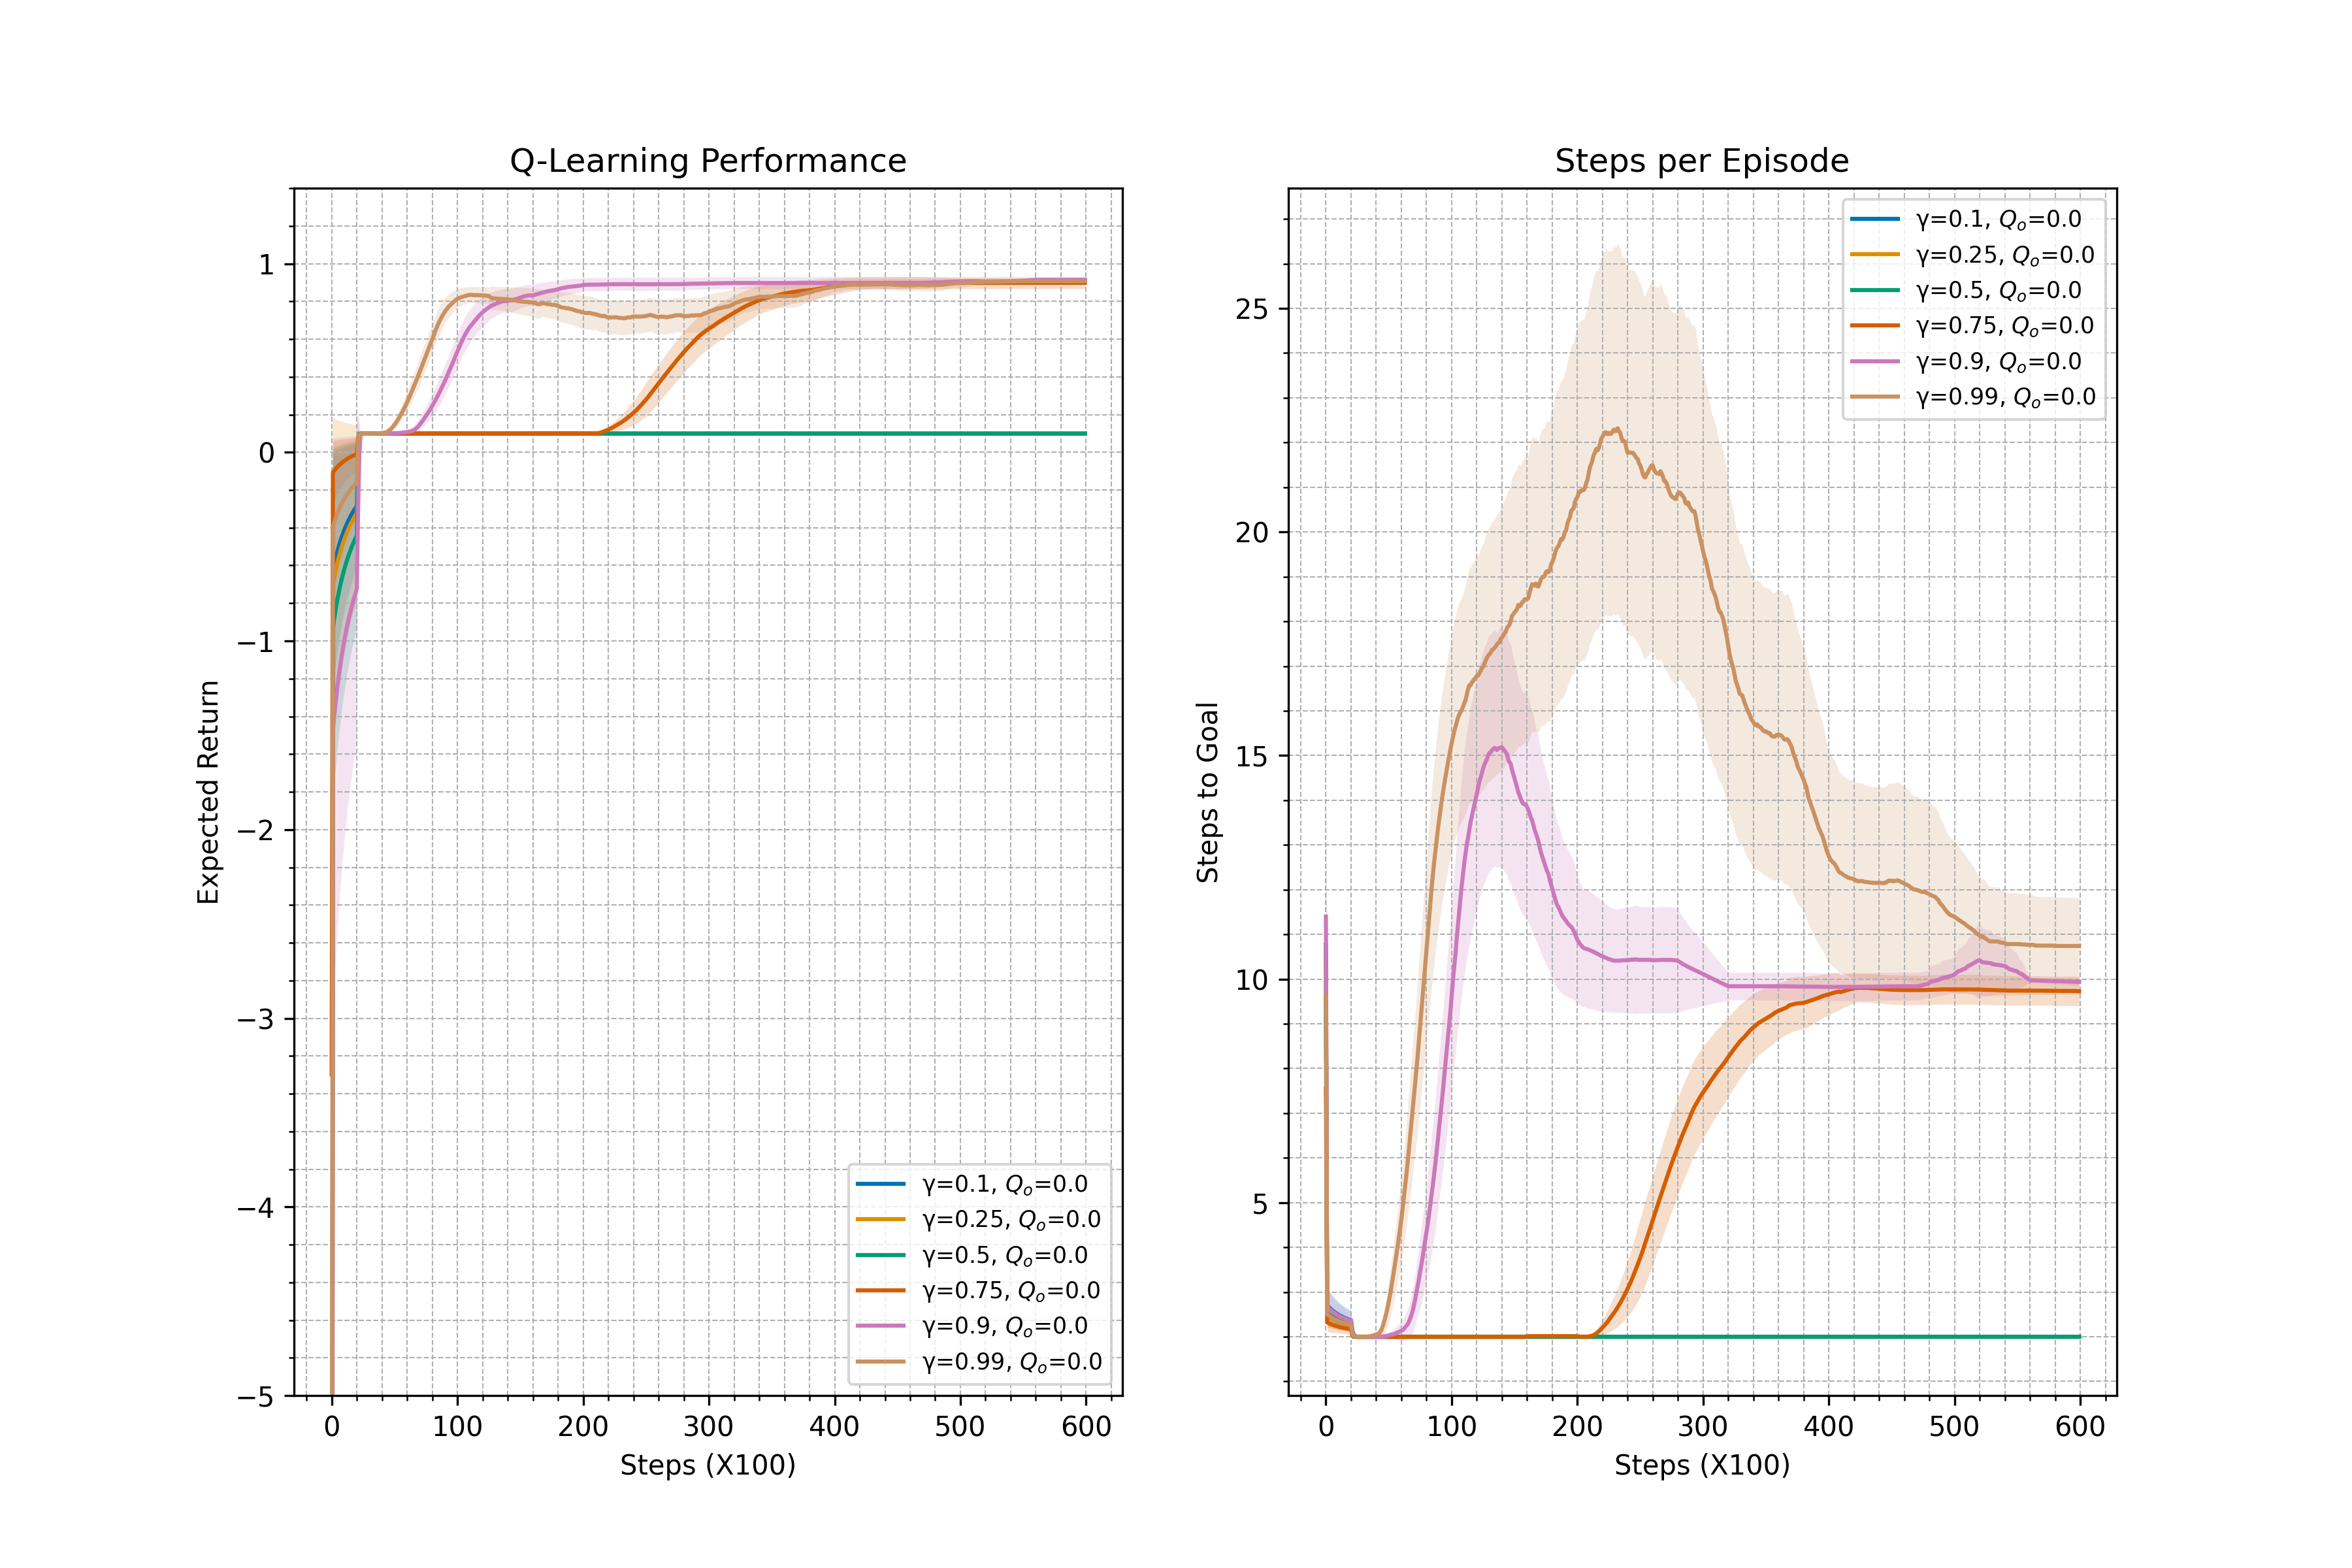 Q-Learning Performance
Expected Return
1
0
−1
−2
−3
−4
−5
0 100 200 300 400 500 600
Steps (X100)
γ=0.1, Qo=0.0
γ=0.25, Qo=0.0
γ=0.5, Qo=0.0
γ=0.75, Qo=0.0
γ=0.9, Qo=0.0
γ=0.99, Qo=0.0
Steps per Episode
Steps to Goal
25
20
15
10
5
0 100 200 300 400 500 600
Steps (X100)
γ=0.1, Qo=0.0
γ=0.25, Qo=0.0
γ=0.5, Qo=0.0
γ=0.75, Qo=0.0
γ=0.9, Qo=0.0
γ=0.99, Qo=0.0